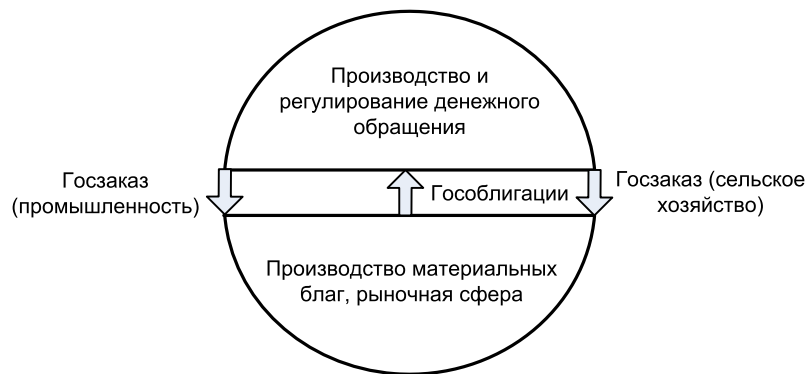 Производство и
регулирование денежного
обращения
Госзаказ
(промышленность)
Гособлигации
Госзаказ (сельское
хозяйство)
Производство материальных
благ, рыночная сфера